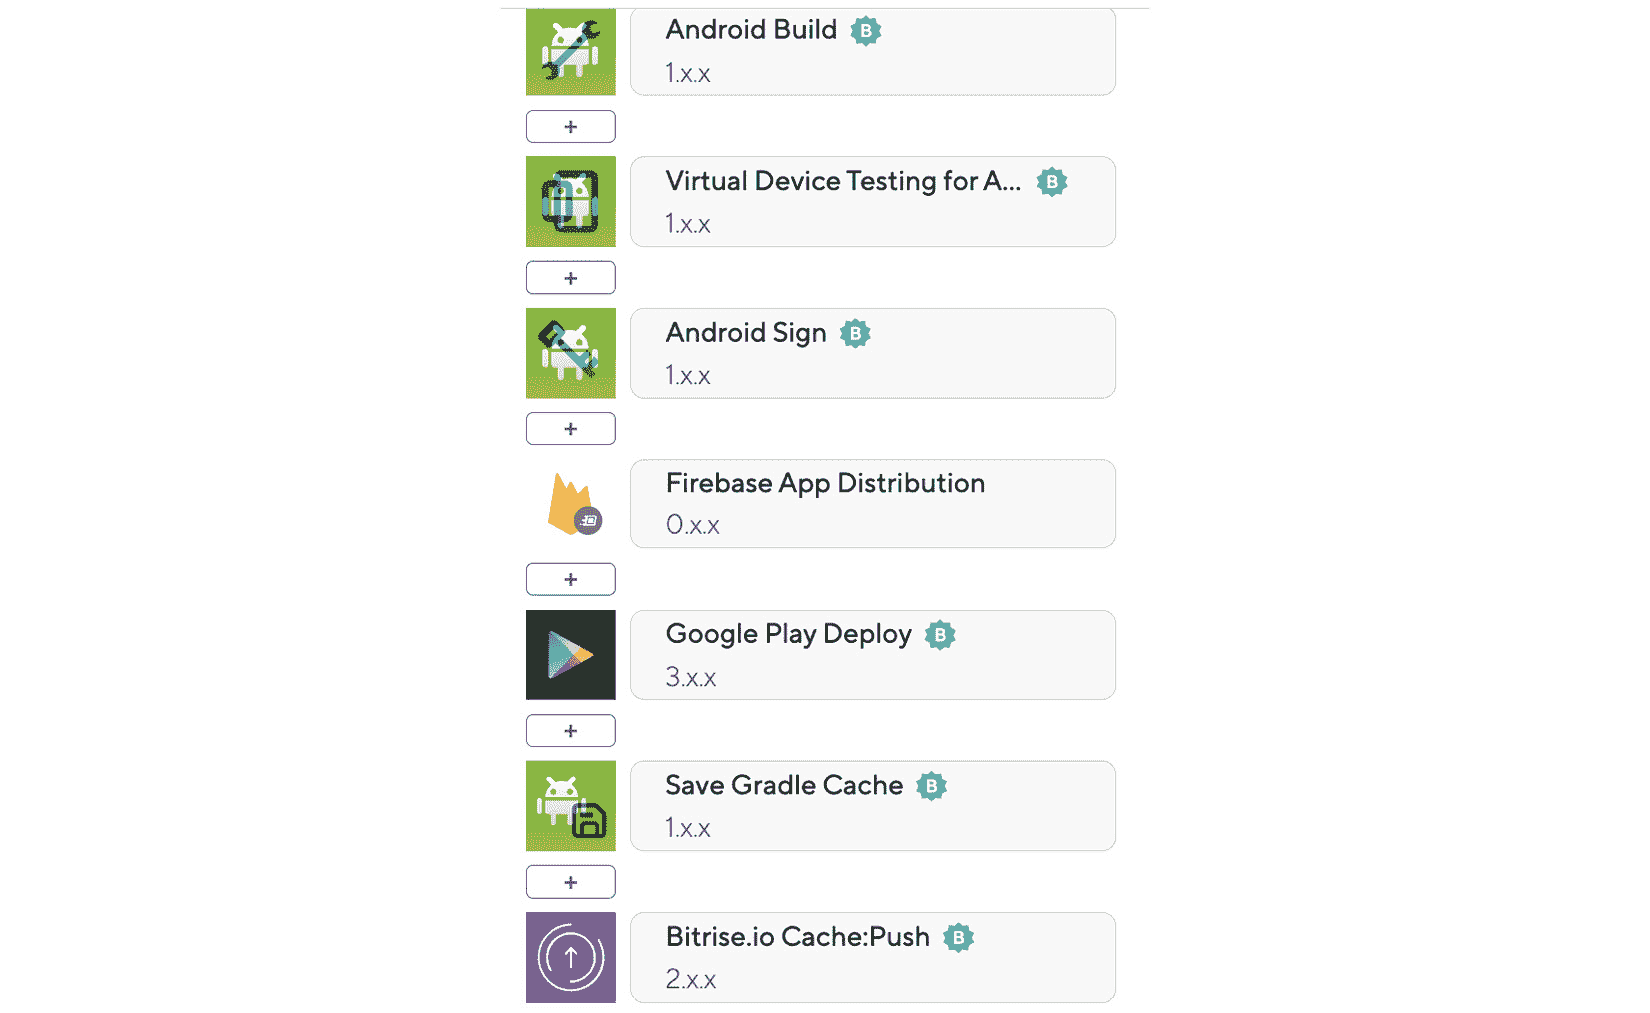 Android Build B
1.x.x
+
Virtual Device Testing for A... B
1.x.x
+
Android Sign B
1.x.x
+
Firebase App Distribution
0.x.x
+
Google Play Deploy B
3.x.x
+
Save Gradle Cache B
1.x.x
+
Bitrise.io Cache:Push B
2.x.x